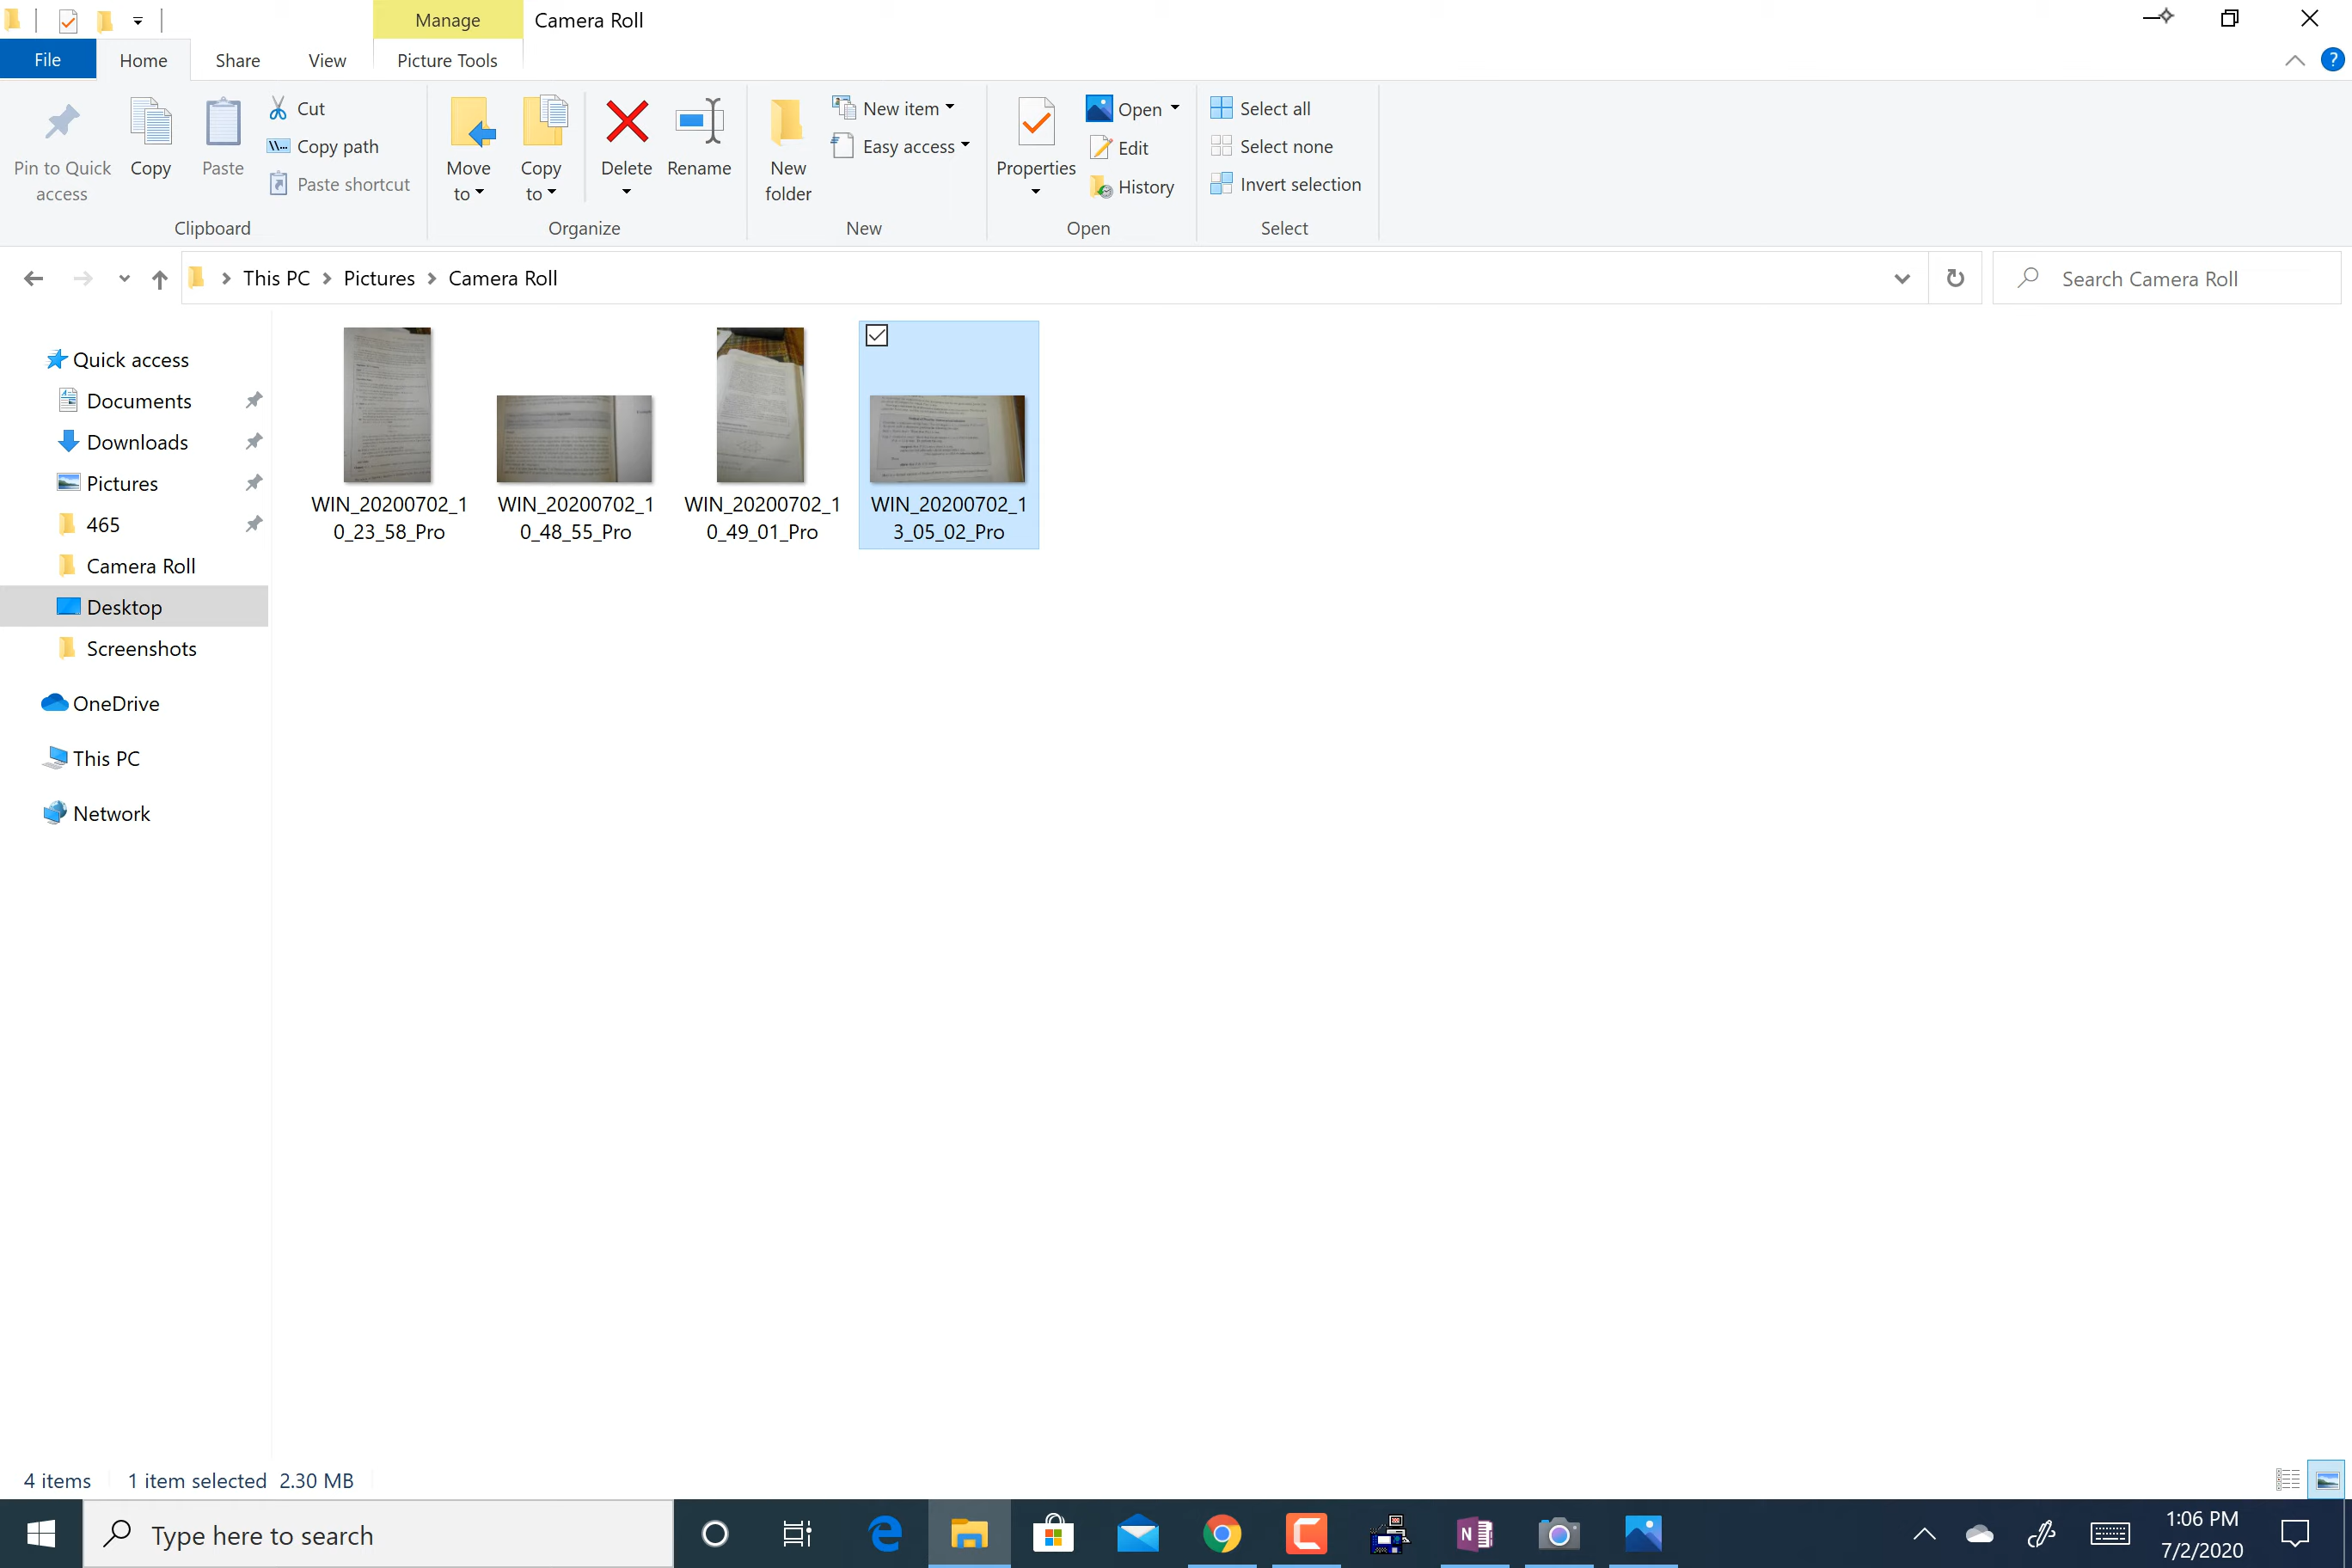 Manage
Camera Roll
File
Home
Share
View
Picture Tools
Pin to Quick access
Copy
Paste
Cut
Copy path
Paste shortcut
Clipboard
Move to
Copy to
Delete
Rename
Organize
New folder
New item
Easy access
New
Properties
Open
Edit
History
Open
Select all
Select none
Invert selection
Select
This PC
Pictures
Camera Roll
Search Camera Roll
Quick access
Documents
Downloads
Pictures
465
Camera Roll
Desktop
Screenshots
OneDrive
This PC
Network
WIN_20200702_1
0_23_58_Pro
WIN_20200702_1
0_48_55_Pro
WIN_20200702_1
0_49_01_Pro
WIN_20200702_1
3_05_02_Pro
4 items
1 item selected 2.30 MB
Type here to search
1:06 PM
7/2/2020